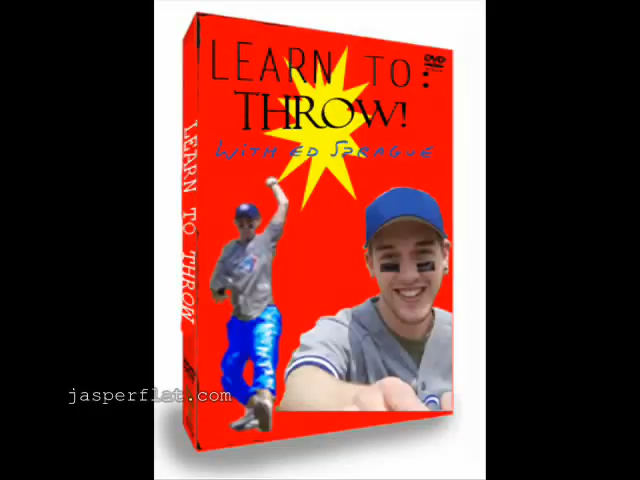 LEARN TO:
THROW!
WITH ED SPRAGUE
DVD
LEARN TO THROW
jasperflat.com